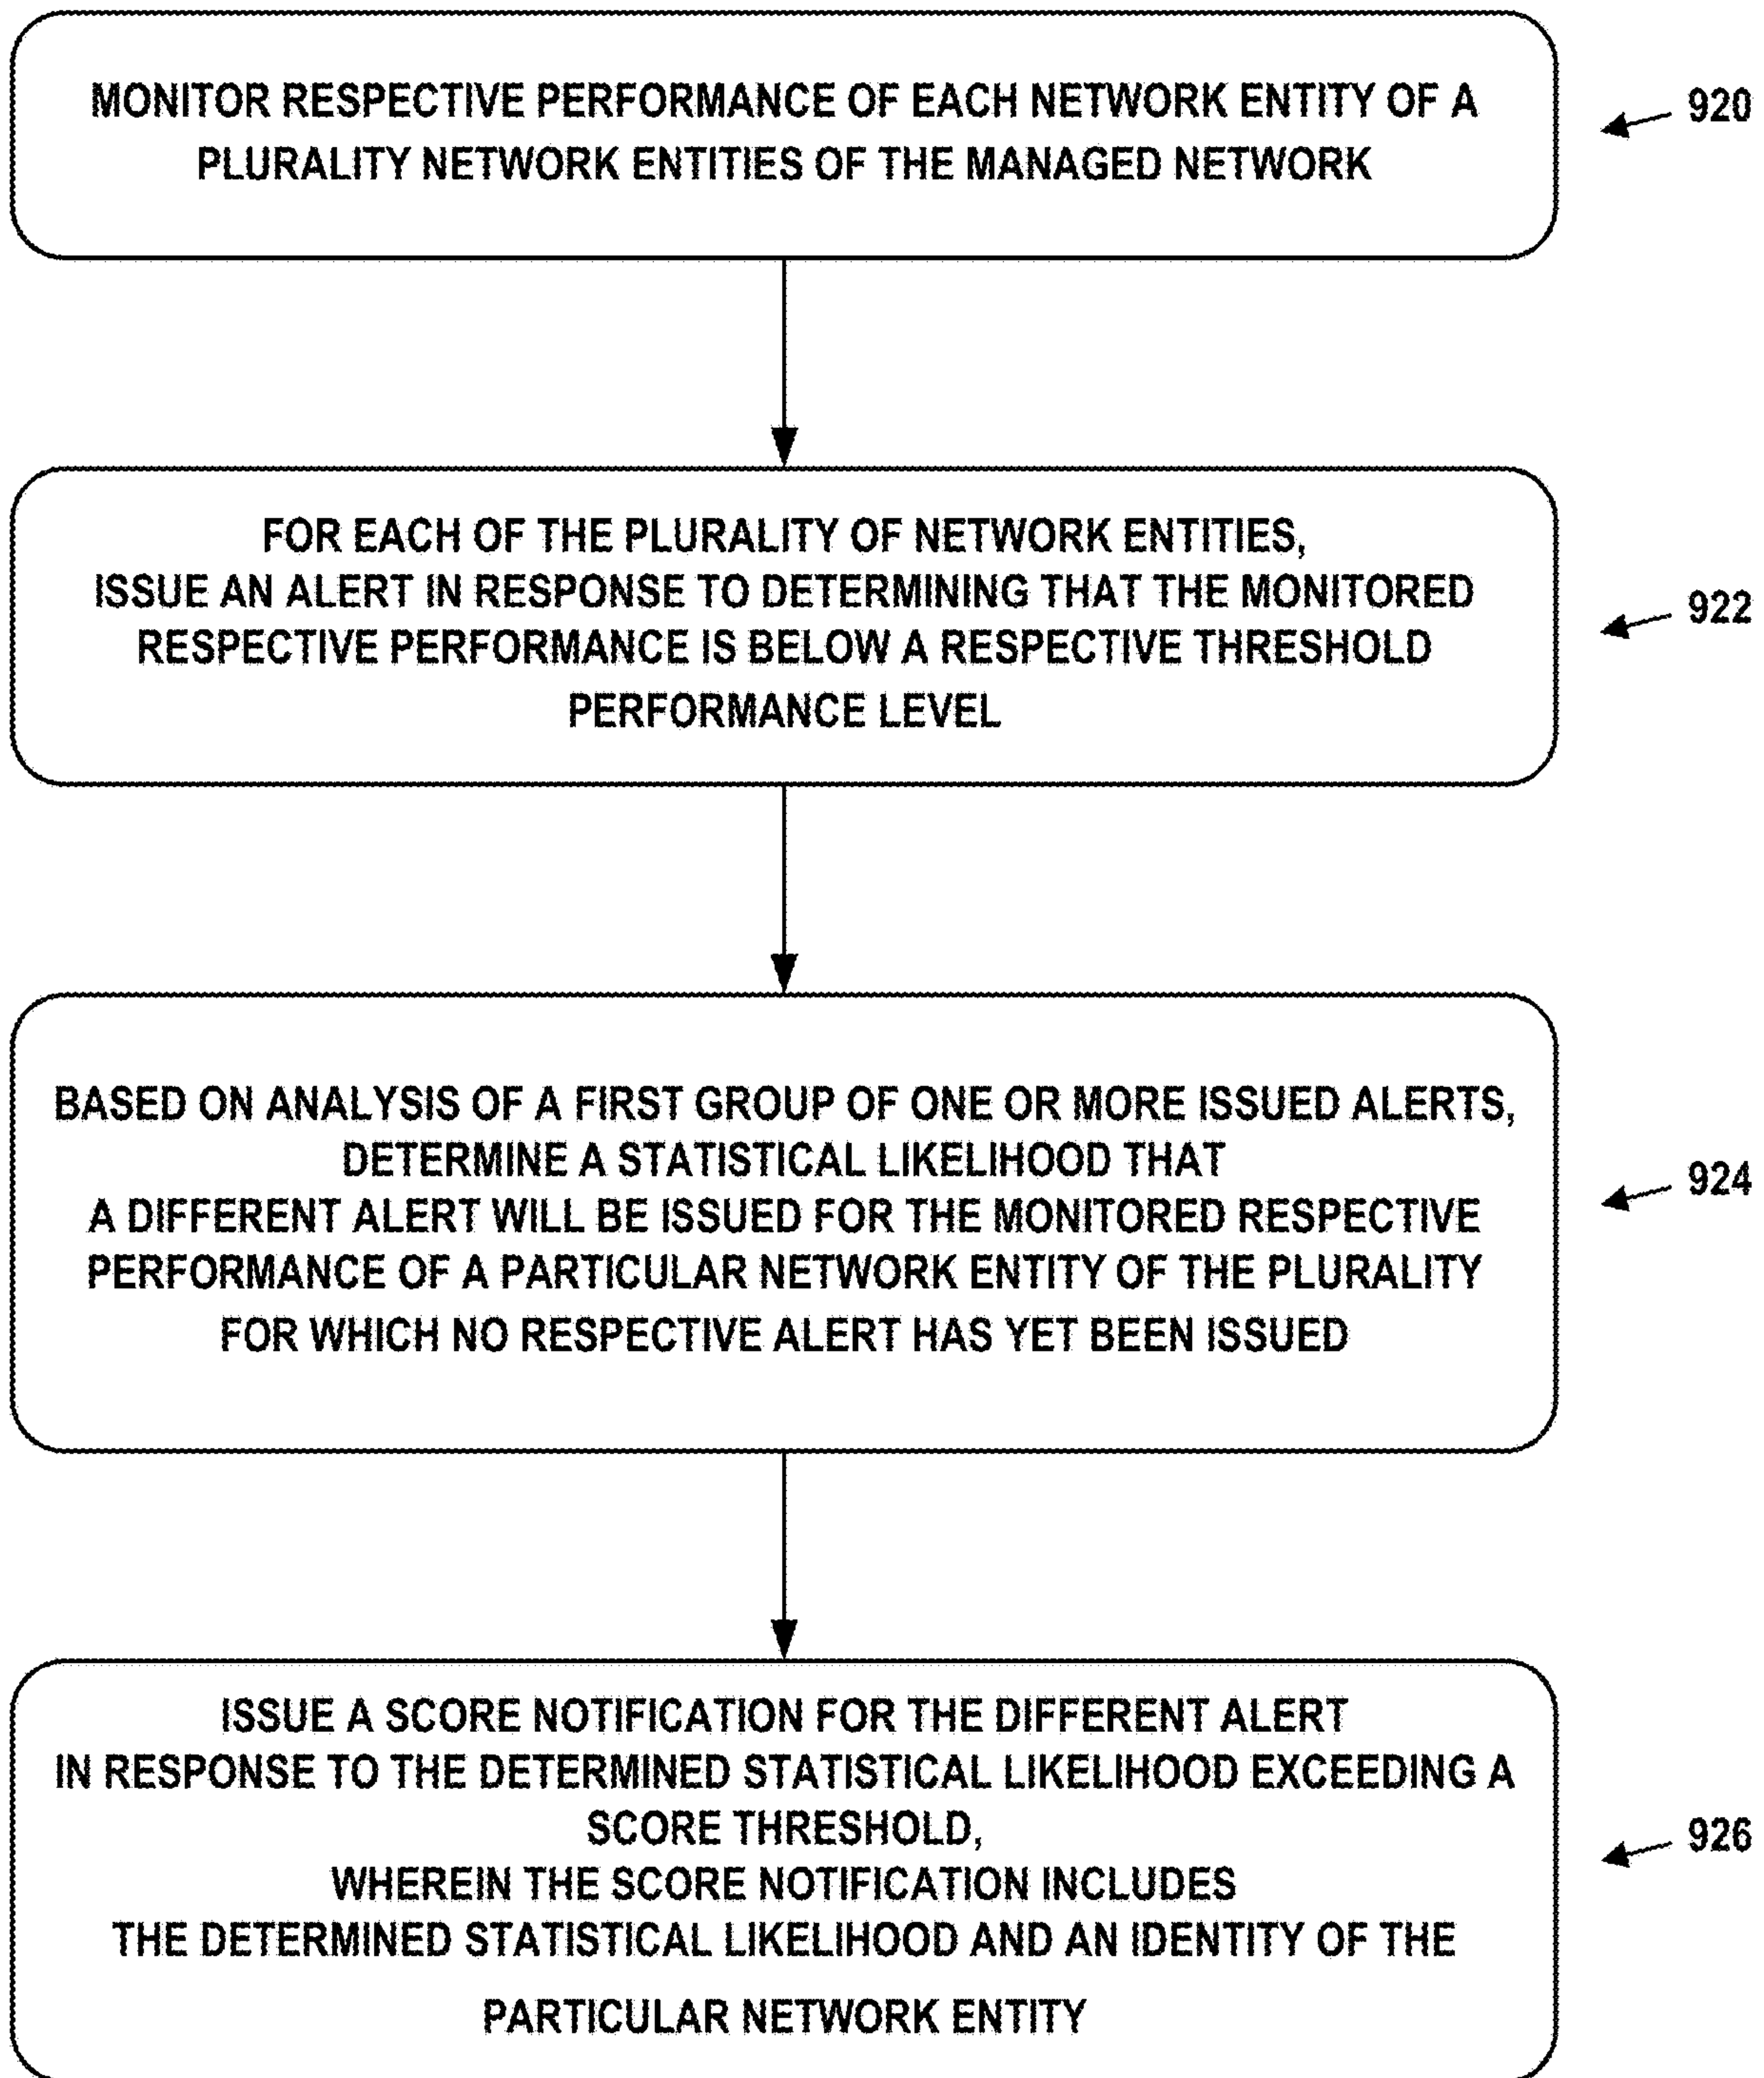 MONITOR RESPECTIVE PERFORMANCE OF EACH NETWORK ENTITY OF A
PLURALITY NETWORK ENTITIES OF THE MANAGED NETWORK
920
FOR EACH OF THE PLURALITY OF NETWORK ENTITIES,
ISSUE AN ALERT IN RESPONSE TO DETERMINING THAT THE MONITORED
RESPECTIVE PERFORMANCE IS BELOW A RESPECTIVE THRESHOLD
PERFORMANCE LEVEL
922
BASED ON ANALYSIS OF A FIRST GROUP OF ONE OR MORE ISSUED ALERTS,
DETERMINE A STATISTICAL LIKELIHOOD THAT
A DIFFERENT ALERT WILL BE ISSUED FOR THE MONITORED RESPECTIVE
PERFORMANCE OF A PARTICULAR NETWORK ENTITY OF THE PLURALITY
FOR WHICH NO RESPECTIVE ALERT HAS YET BEEN ISSUED
924
ISSUE A SCORE NOTIFICATION FOR THE DIFFERENT ALERT
IN RESPONSE TO THE DETERMINED STATISTICAL LIKELIHOOD EXCEEDING A
SCORE THRESHOLD,
WHEREIN THE SCORE NOTIFICATION INCLUDES
THE DETERMINED STATISTICAL LIKELIHOOD AND AN IDENTITY OF THE
PARTICULAR NETWORK ENTITY
926